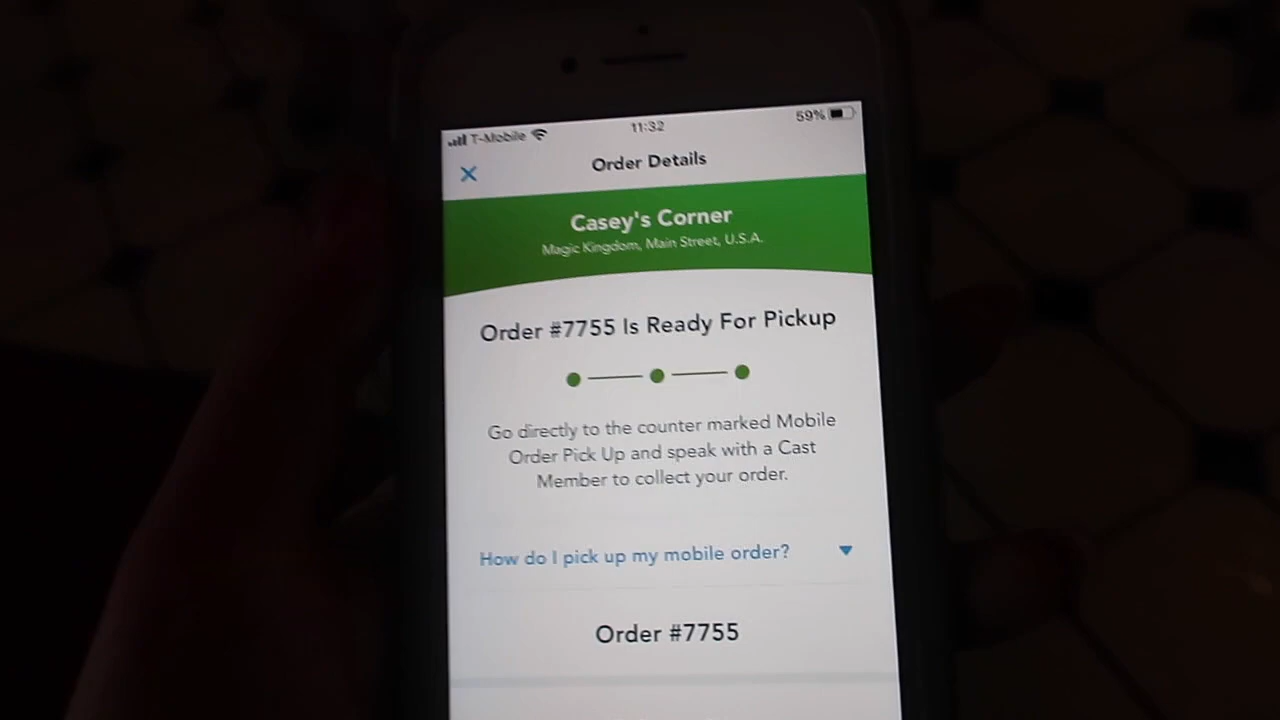 T-Mobile 11:32 59%
Order Details
Casey's Corner
Magic Kingdom, Main Street, U.S.A.
Order #7755 Is Ready For Pickup
Go directly to the counter marked Mobile
Order Pick Up and speak with a Cast
Member to collect your order.
How do I pick up my mobile order?
Order #7755